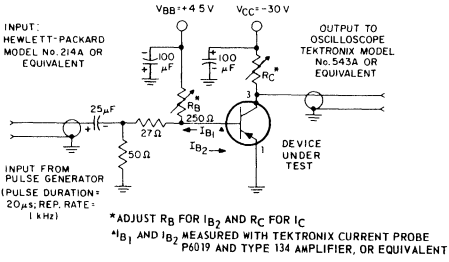 VBB=+45V
VCC=-30V
INPUT:
HEWLETT-PACKARD
MODEL No. 214A OR
EQUIVALENT
OUTPUT TO
OSCILLOSCOPE
TEKTRONIX MODEL
No. 543A OR
EQUIVALENT
- 100 μF +
+ 100 μF -
RC*
RB*
250Ω
3
25μF
+ -
27Ω
IB1▲
IB2
50Ω
1
DEVICE
UNDER
TEST
INPUT FROM
PULSE GENERATOR
(PULSE DURATION=
20μs; REP. RATE=
1 kHz)
*ADJUST RB FOR IB2 AND RC FOR IC
▲IB1 AND IB2 MEASURED WITH TEKTRONIX CURRENT PROBE
P6019 AND TYPE 134 AMPLIFIER, OR EQUIVALENT